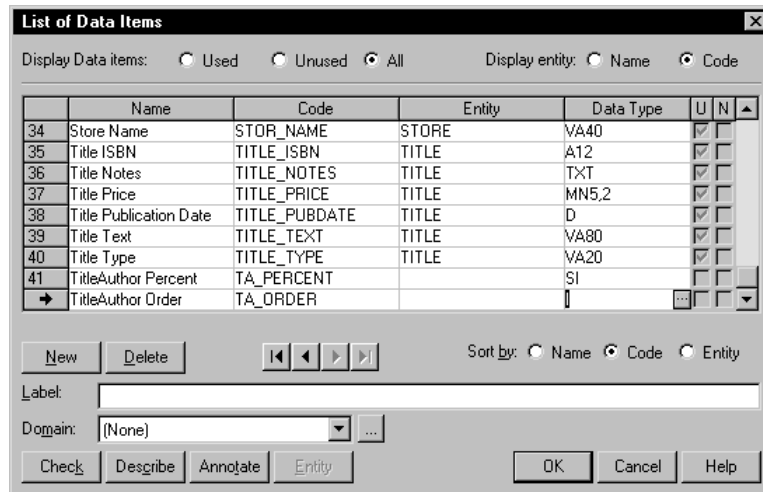 List of Data Items
Display Data items: Used Unused All Display entity: Name Code
Name Code Entity Data Type U N
34 Store Name STOR_NAME STORE VA40
35 Title ISBN TITLE_ISBN TITLE A12
36 Title Notes TITLE_NOTES TITLE TXT
37 Title Price TITLE_PRICE TITLE MN5,2
38 Title Publication Date TITLE_PUBDATE TITLE D
39 Title Text TITLE_TEXT TITLE VA80
40 Title Type TITLE_TYPE TITLE VA20
41 TitleAuthor Percent TA_PERCENT SI
TitleAuthor Order TA_ORDER ...
New Delete Sort by: Name Code Entity
Label:
Domain: (None) ...
Check Describe Annotate Entity OK Cancel Help